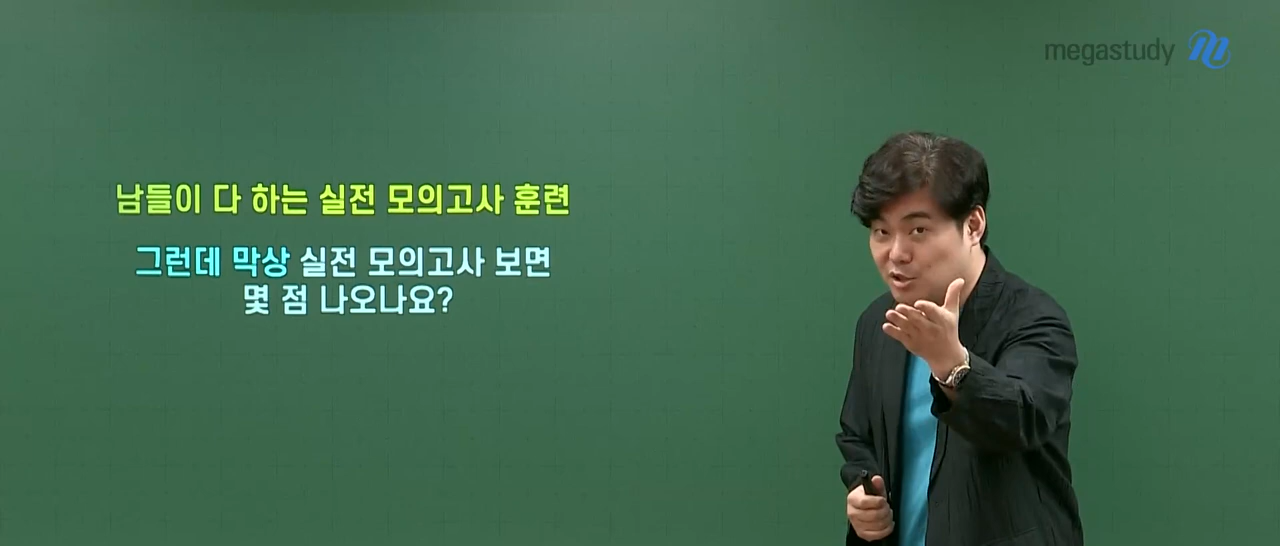 megastudy
남들이 다 하는 실전 모의고사 훈련
그런데 막상 실전 모의고사 보면
몇 점 나오나요?